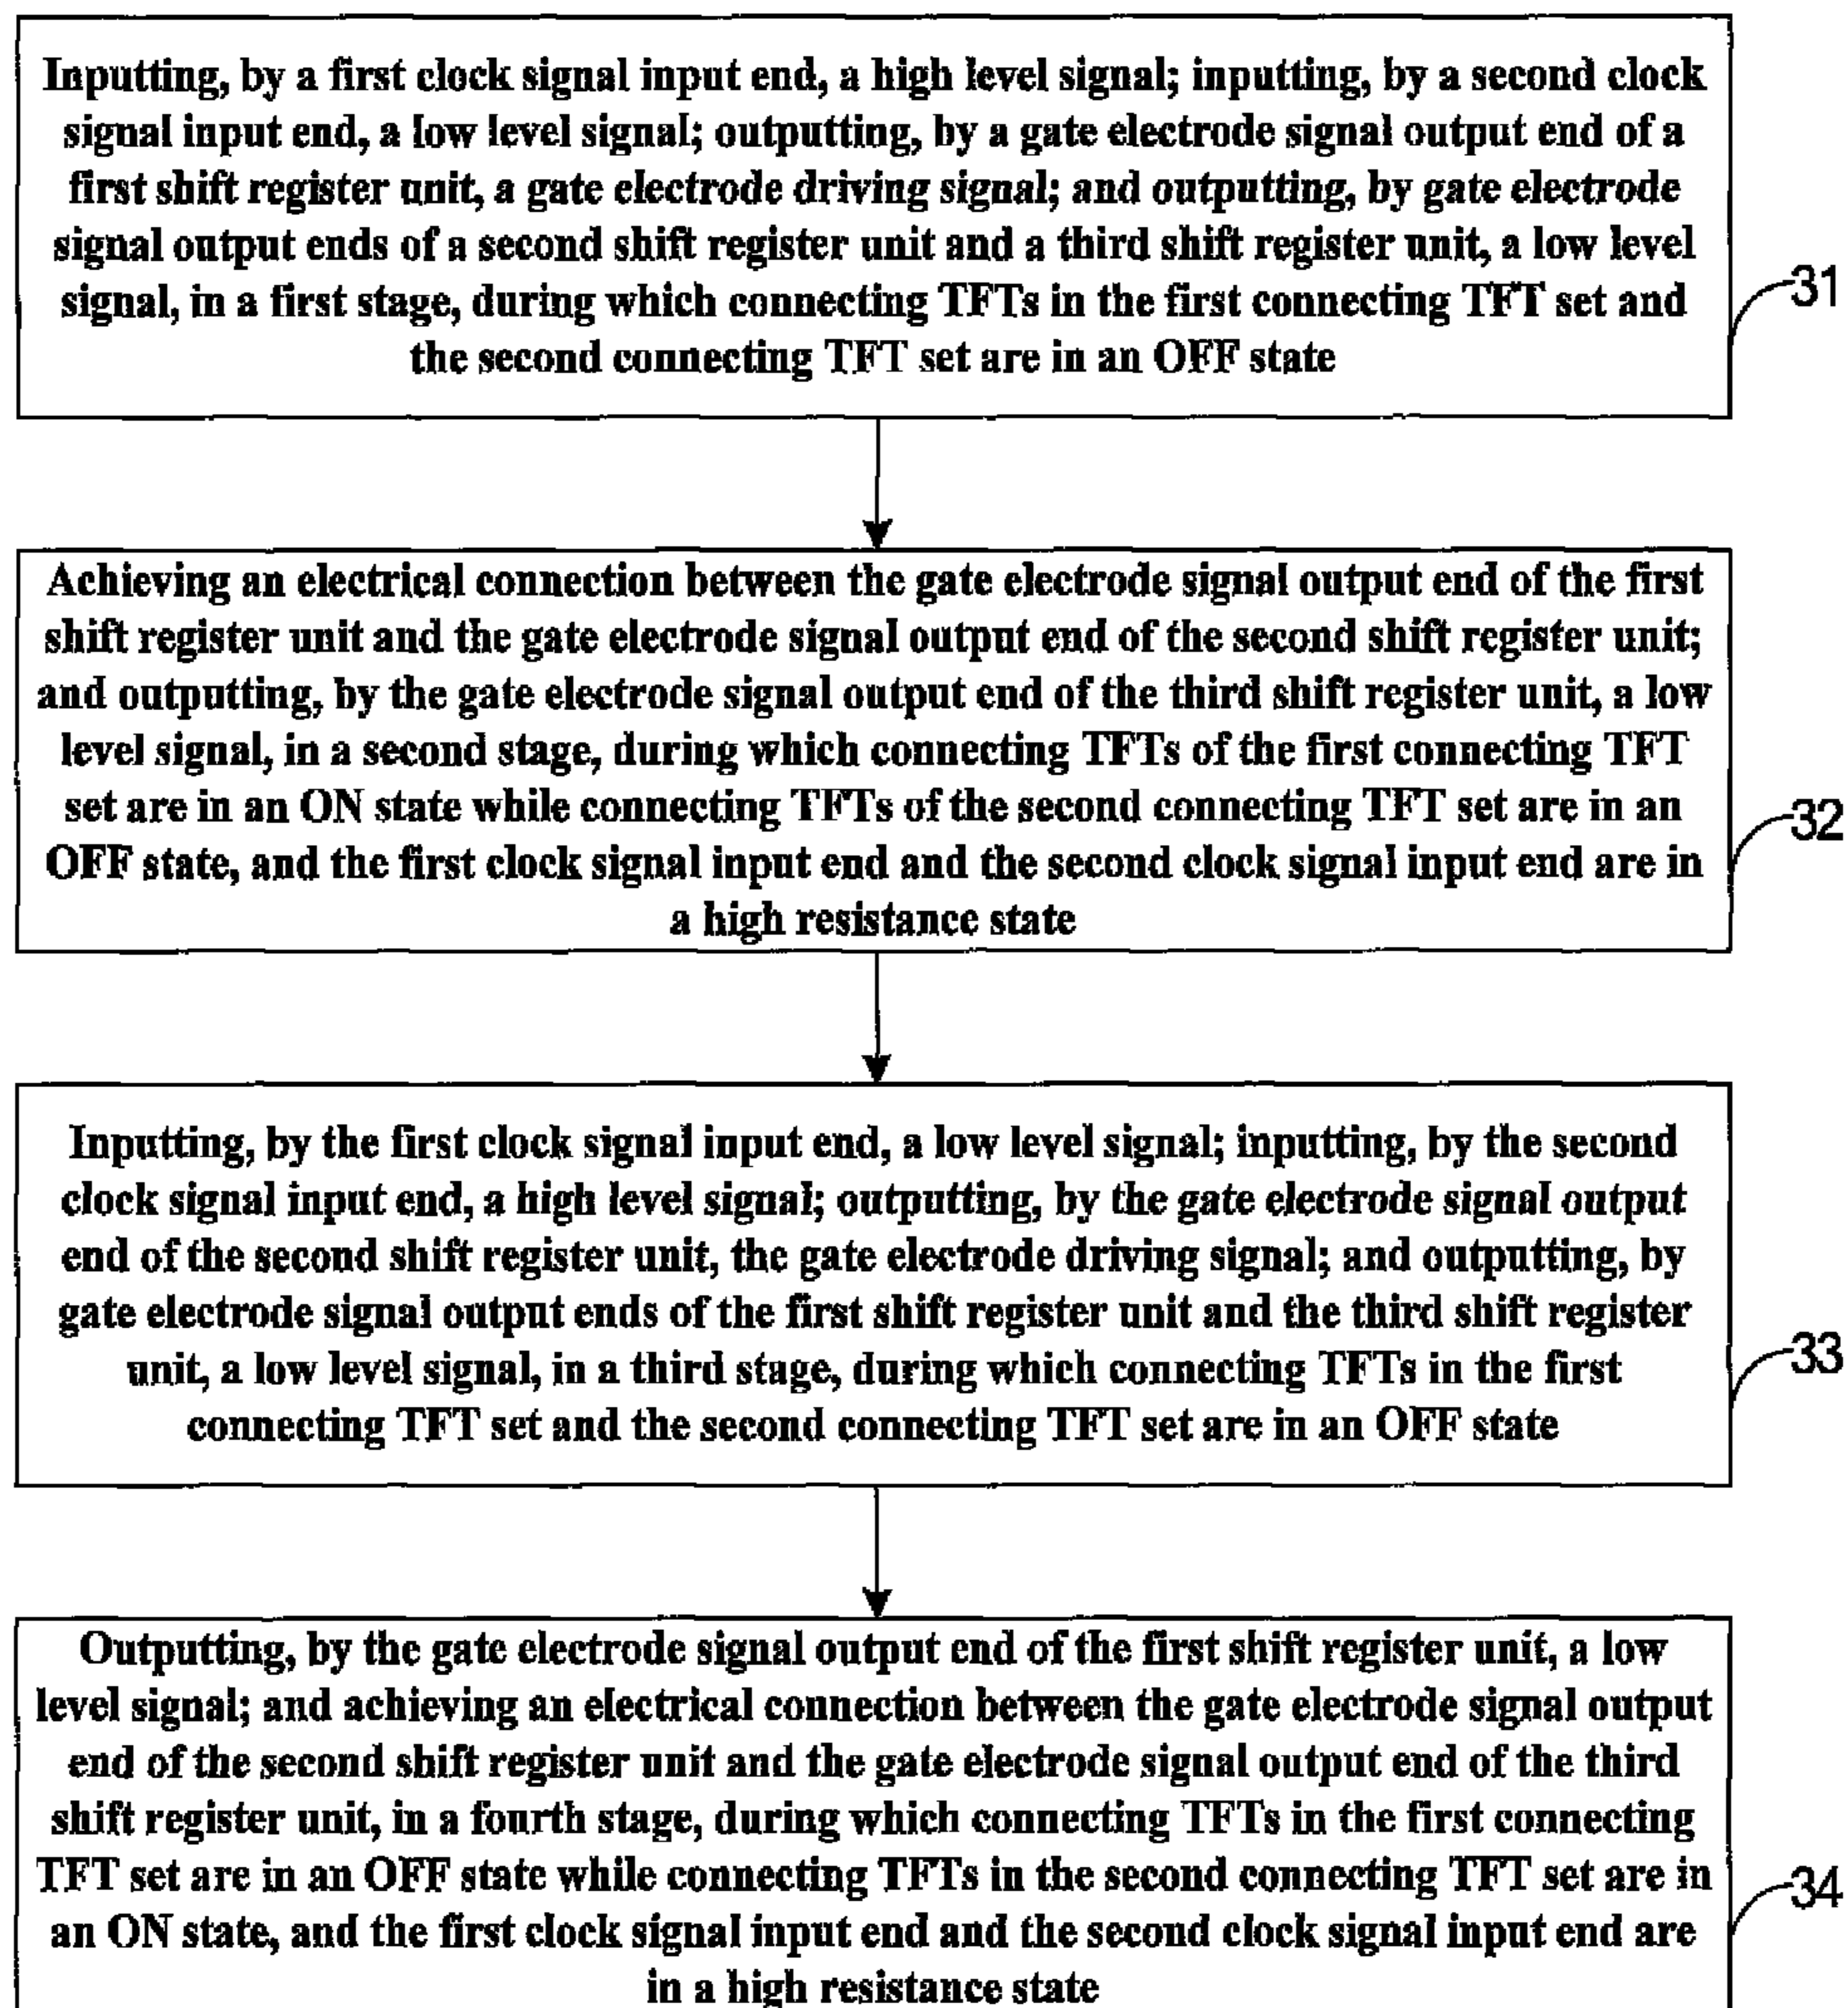 Inputting, by a first clock signal input end, a high level signal; inputting, by a second clock
signal input end, a low level signal; outputting, by a gate electrode signal output end of a
first shift register unit, a gate electrode driving signal; and outputting, by gate electrode
signal output ends of a second shift register unit and a third shift register unit, a low level
signal, in a first stage, during which connecting TFTs in the first connecting TFT set and
the second connecting TFT set are in an OFF state
31
Achieving an electrical connection between the gate electrode signal output end of the first
shift register unit and the gate electrode signal output end of the second shift register unit;
and outputting, by the gate electrode signal output end of the third shift register unit, a low
level signal, in a second stage, during which connecting TFTs of the first connecting TFT
set are in an ON state while connecting TFTs of the second connecting TFT set are in an
OFF state, and the first clock signal input end and the second clock signal input end are in
a high resistance state
32
Inputting, by the first clock signal input end, a low level signal; inputting, by the second
clock signal input end, a high level signal; outputting, by the gate electrode signal output
end of the second shift register unit, the gate electrode driving signal; and outputting, by
gate electrode signal output ends of the first shift register unit and the third shift register
unit, a low level signal, in a third stage, during which connecting TFTs in the first
connecting TFT set and the second connecting TFT set are in an OFF state
33
Outputting, by the gate electrode signal output end of the first shift register unit, a low
level signal; and achieving an electrical connection between the gate electrode signal output
end of the second shift register unit and the gate electrode signal output end of the third
shift register unit, in a fourth stage, during which connecting TFTs in the first connecting
TFT set are in an OFF state while connecting TFTs in the second connecting TFT set are in
an ON state, and the first clock signal input end and the second clock signal input end are
in a high resistance state
34